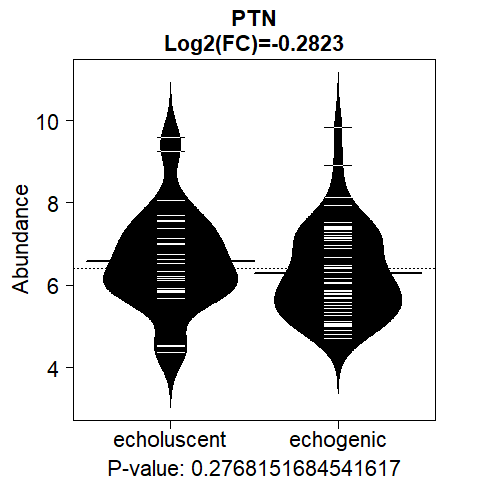 PTN
Log2(FC)=-0.2823
Abundance
10
8
6
4
echoluscent echogenic
P-value: 0.2768151684541617